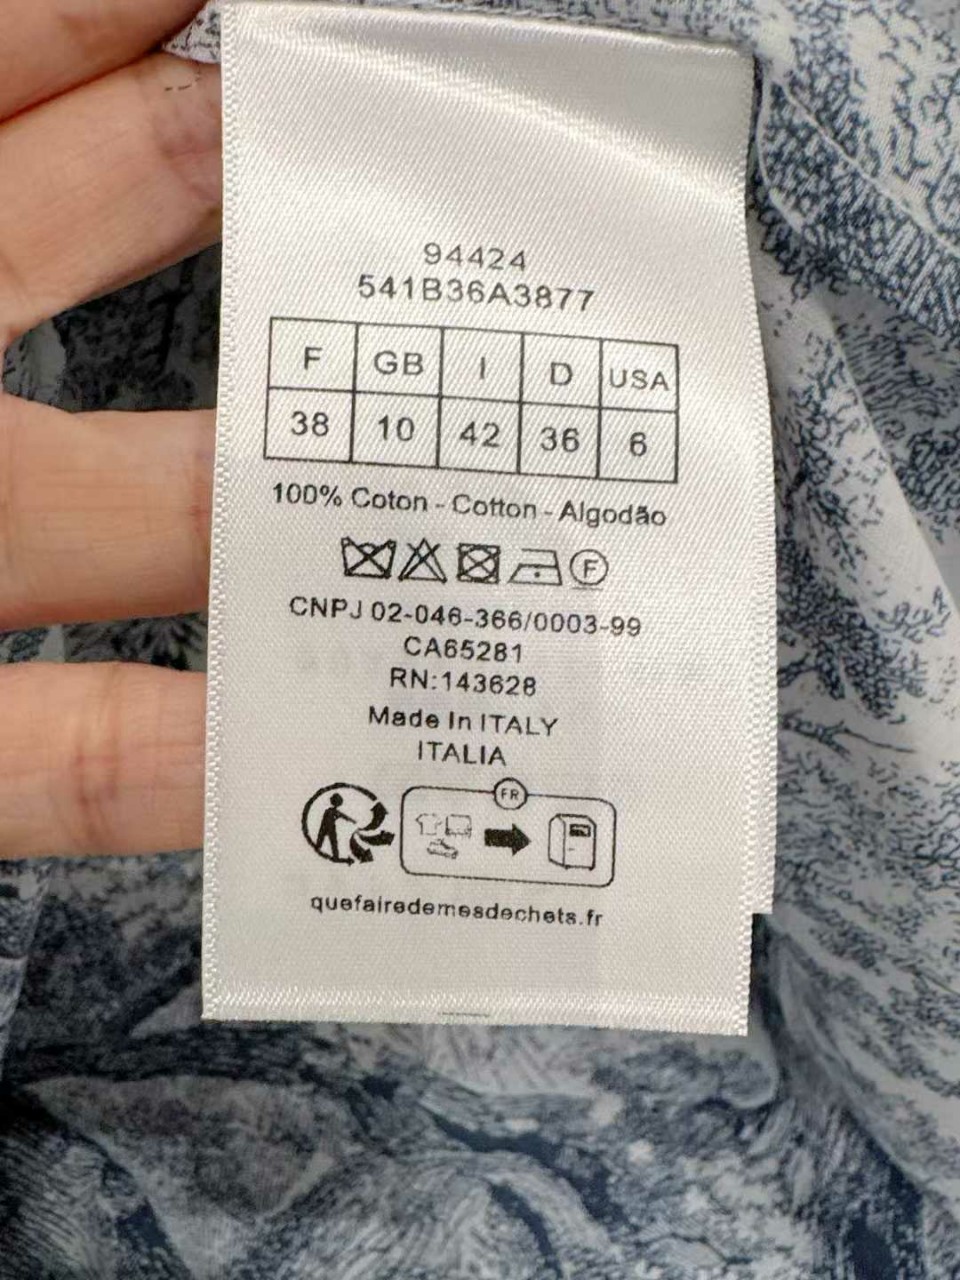 94424
541B36A3877
F GB I D USA
38 10 42 36 6
100% Coton - Cotton - Algodão
F
CNPJ 02-046-366/0003-99
CA65281
RN:143628
Made In ITALY
ITALIA
FR
quefairedemesdechets.fr